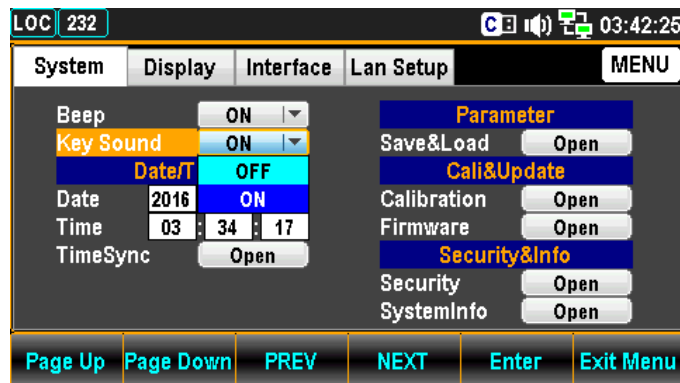 LOC 232 C 03:42:25
System Display Interface Lan Setup MENU
Beep ON
Key Sound ON
OFF
ON
Date/T
Date 2016
Time 03 : 34 : 17
TimeSync Open
Parameter
Save&Load Open
Cali&Update
Calibration Open
Firmware Open
Security&Info
Security Open
SystemInfo Open
Page Up Page Down PREV NEXT Enter Exit Menu